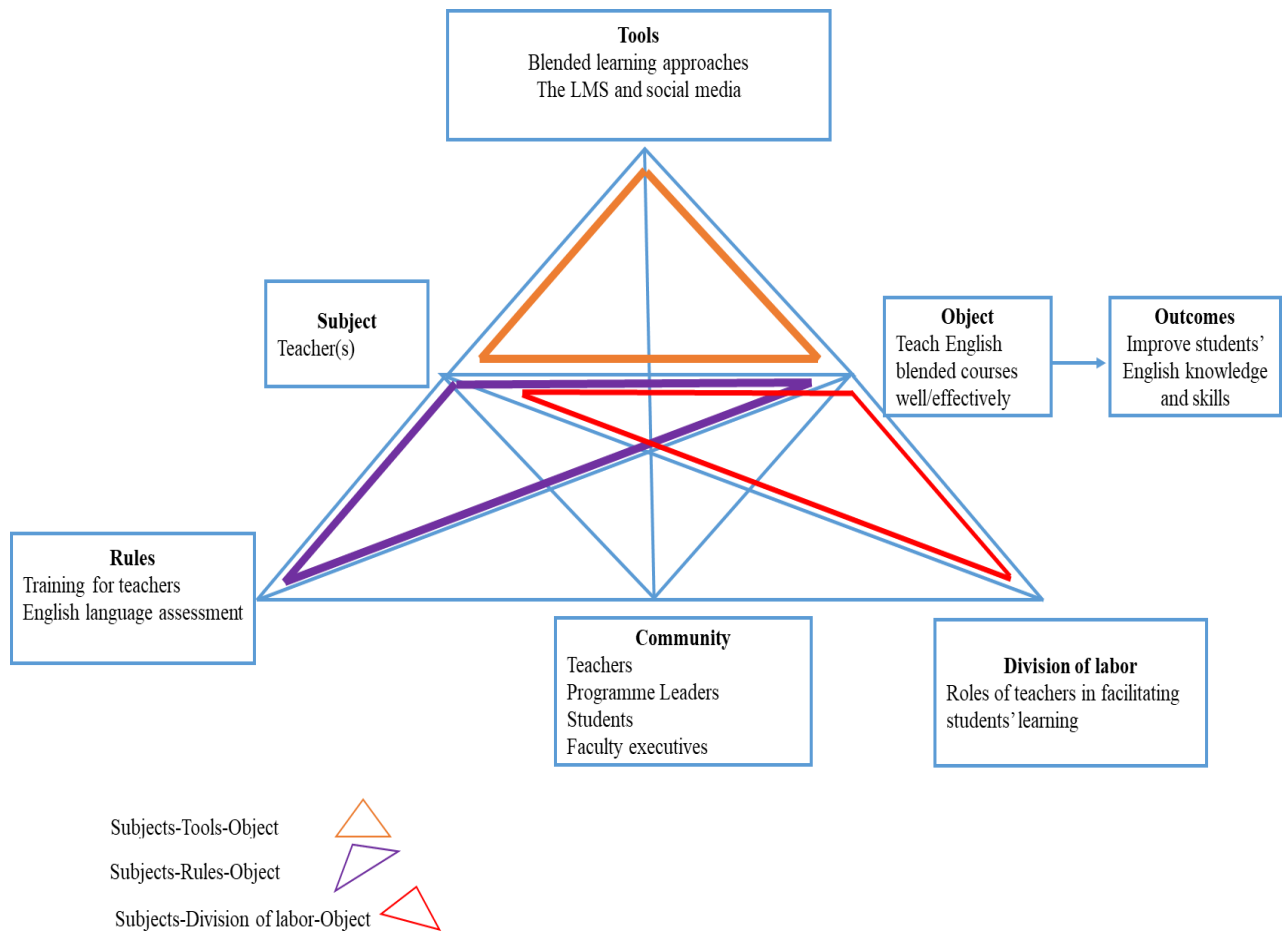 Tools
Blended learning approaches
The LMS and social media
Subject
Teacher(s)
Object
Teach English
blended courses
well/effectively
Outcomes
Improve students’
English knowledge
and skills
Rules
Training for teachers
English language assessment
Community
Teachers
Programme Leaders
Students
Faculty executives
Division of labor
Roles of teachers in facilitating
students’ learning
Subjects-Tools-Object
Subjects-Rules-Object
Subjects-Division of labor-Object